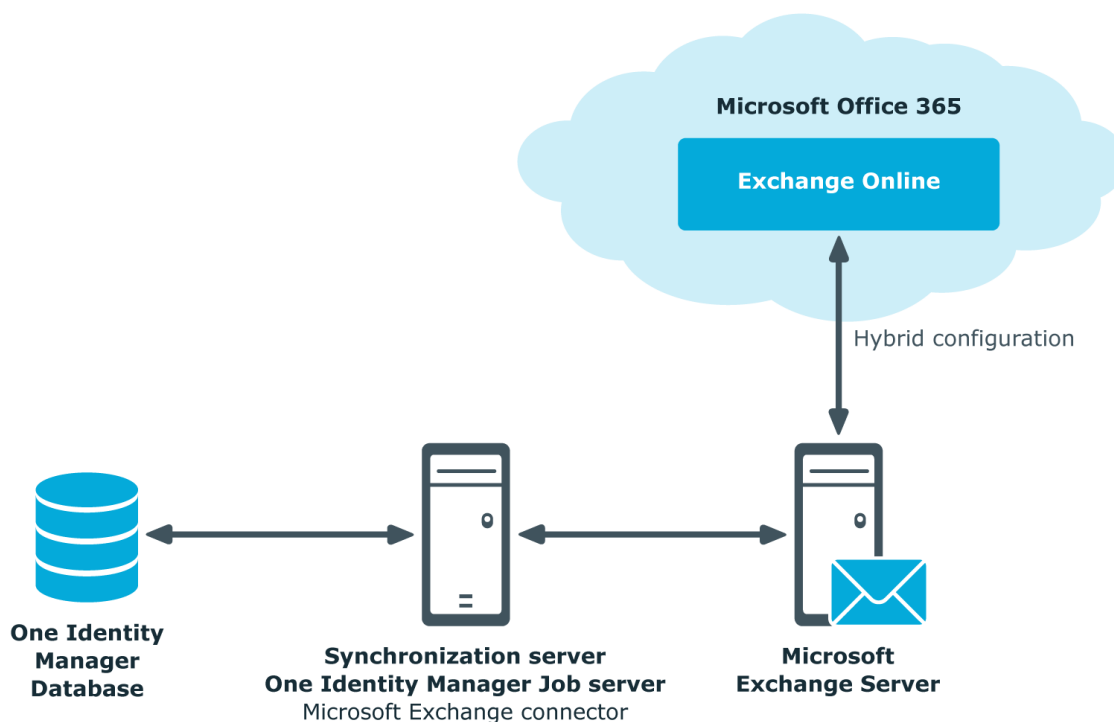 Microsoft Office 365
Exchange Online
Hybrid configuration
One Identity
Manager
Database
Synchronization server
One Identity Manager Job server
Microsoft Exchange connector
Microsoft
Exchange Server